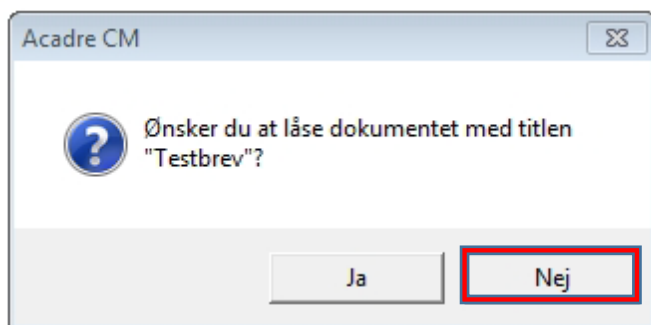 Acadre CM
Ønsker du at låse dokumentet med titlen
"Testbrev"?
Ja
Nej